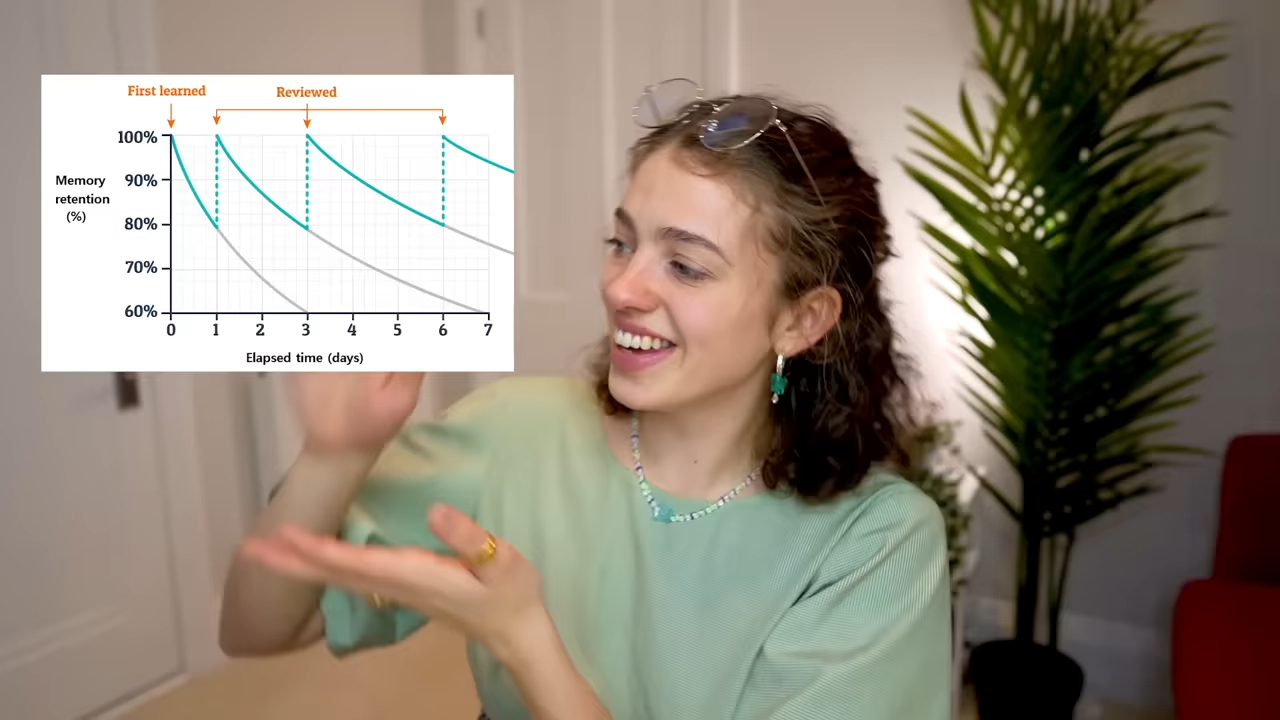 First learned
Reviewed
100%
90%
80%
70%
60%
Memory
retention
(%)
0 1 2 3 4 5 6 7
Elapsed time (days)